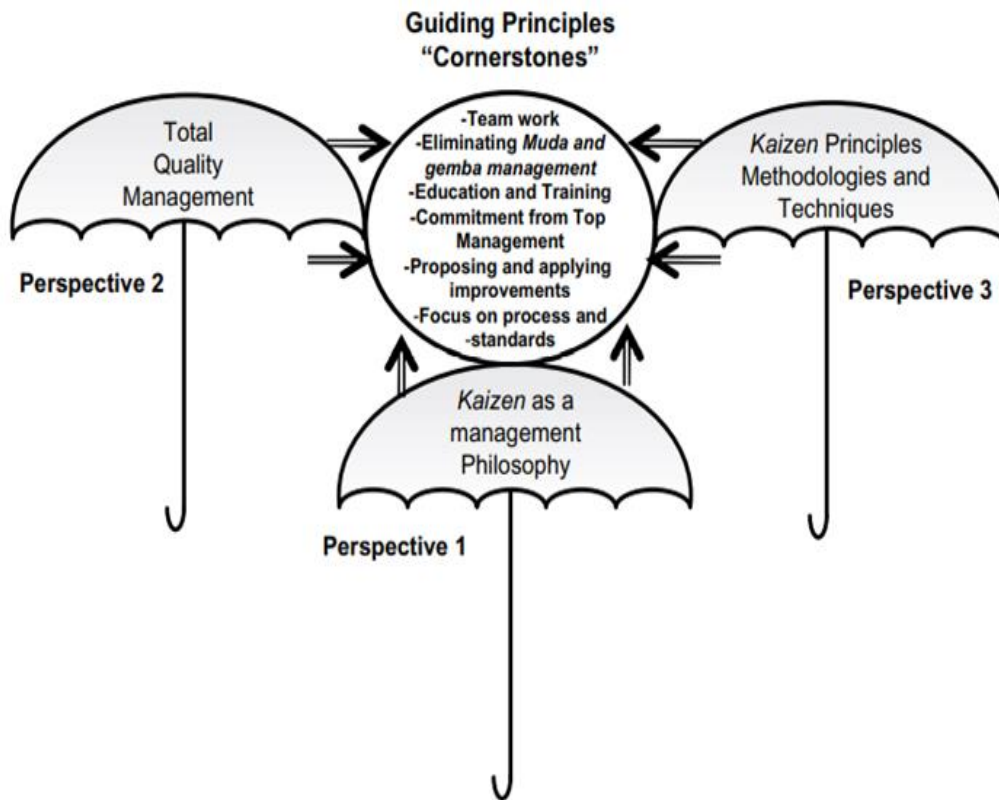 Guiding Principles
“Cornerstones”
Total
Quality
Management
Perspective 2
-Team work
-Eliminating Muda and
gemba management
-Education and Training
-Commitment from Top
Management
-Proposing and applying
improvements
-Focus on process and
-standards
Kaizen Principles
Methodologies and
Techniques
Perspective 3
Kaizen as a
management
Philosophy
Perspective 1